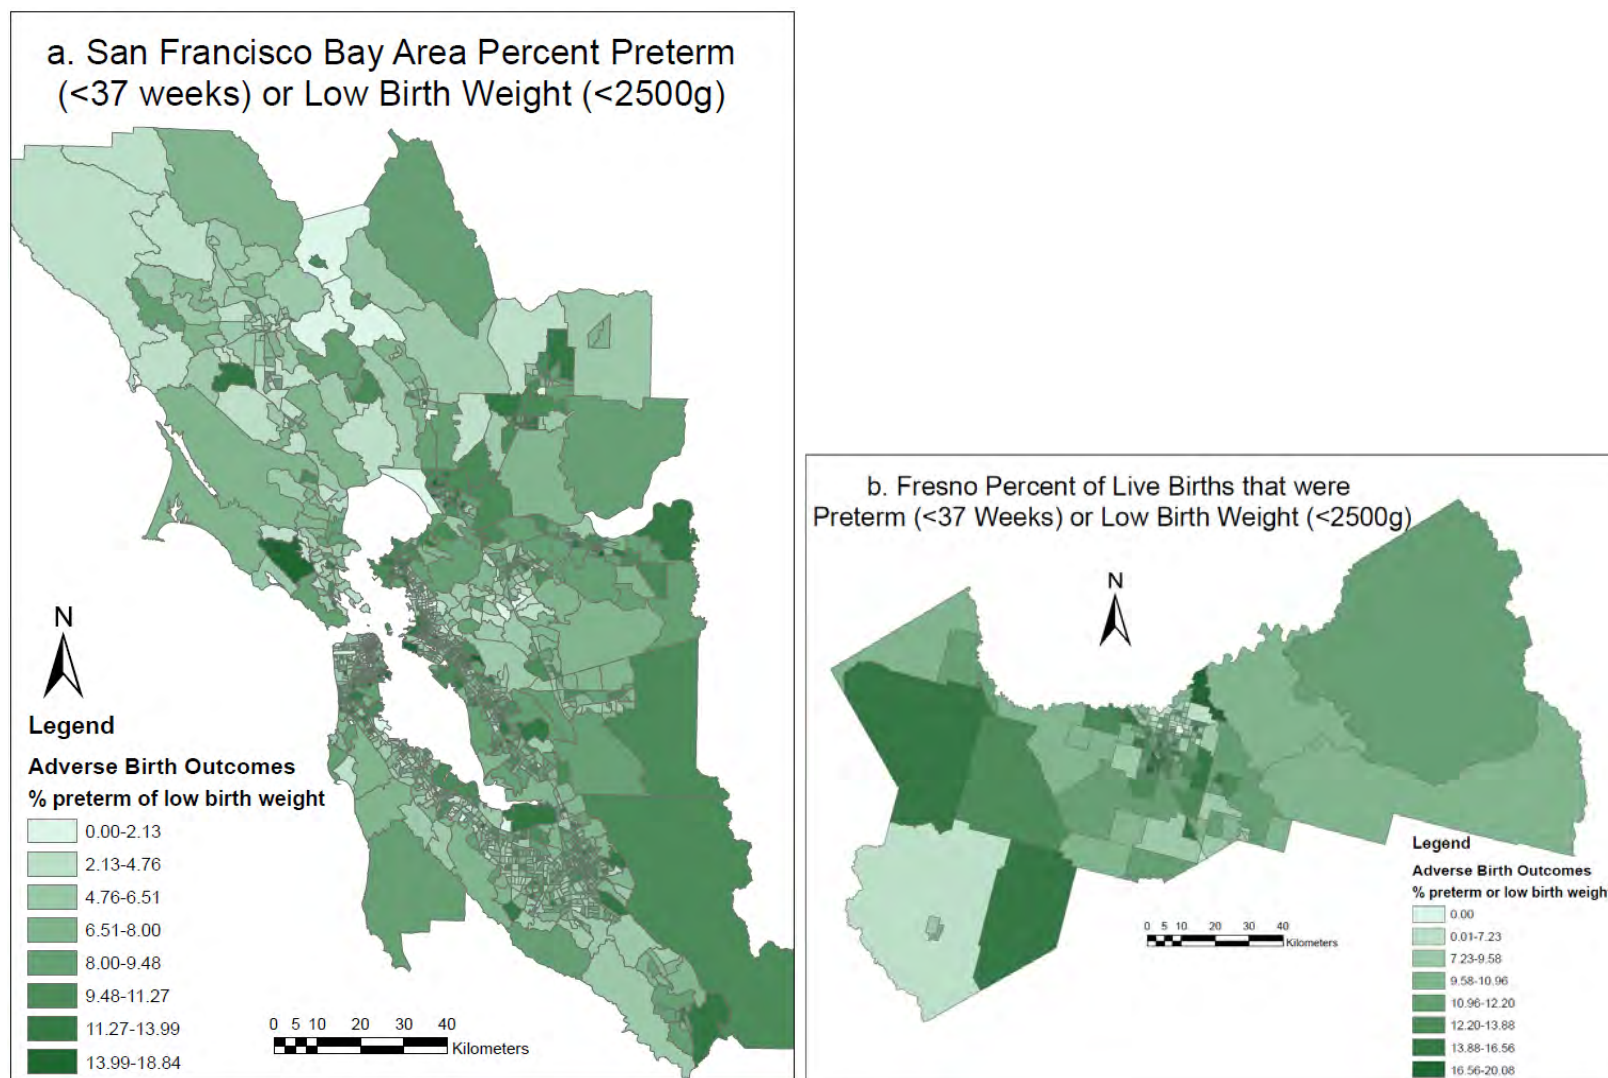 a. San Francisco Bay Area Percent Preterm
(<37 weeks) or Low Birth Weight (<2500g)
N
Legend
Adverse Birth Outcomes
% preterm of low birth weight
0.00-2.13
2.13-4.76
4.76-6.51
6.51-8.00
8.00-9.48
9.48-11.27
11.27-13.99
13.99-18.84
0 5 10 20 30 40
Kilometers
b. Fresno Percent of Live Births that were
Preterm (<37 Weeks) or Low Birth Weight (<2500g)
N
0 5 10 20 30 40
Kilometers
Legend
Adverse Birth Outcomes
% preterm or low birth weight
0.00
0.01-7.23
7.23-9.58
9.58-10.96
10.96-12.20
12.20-13.88
13.88-16.56
16.56-20.08